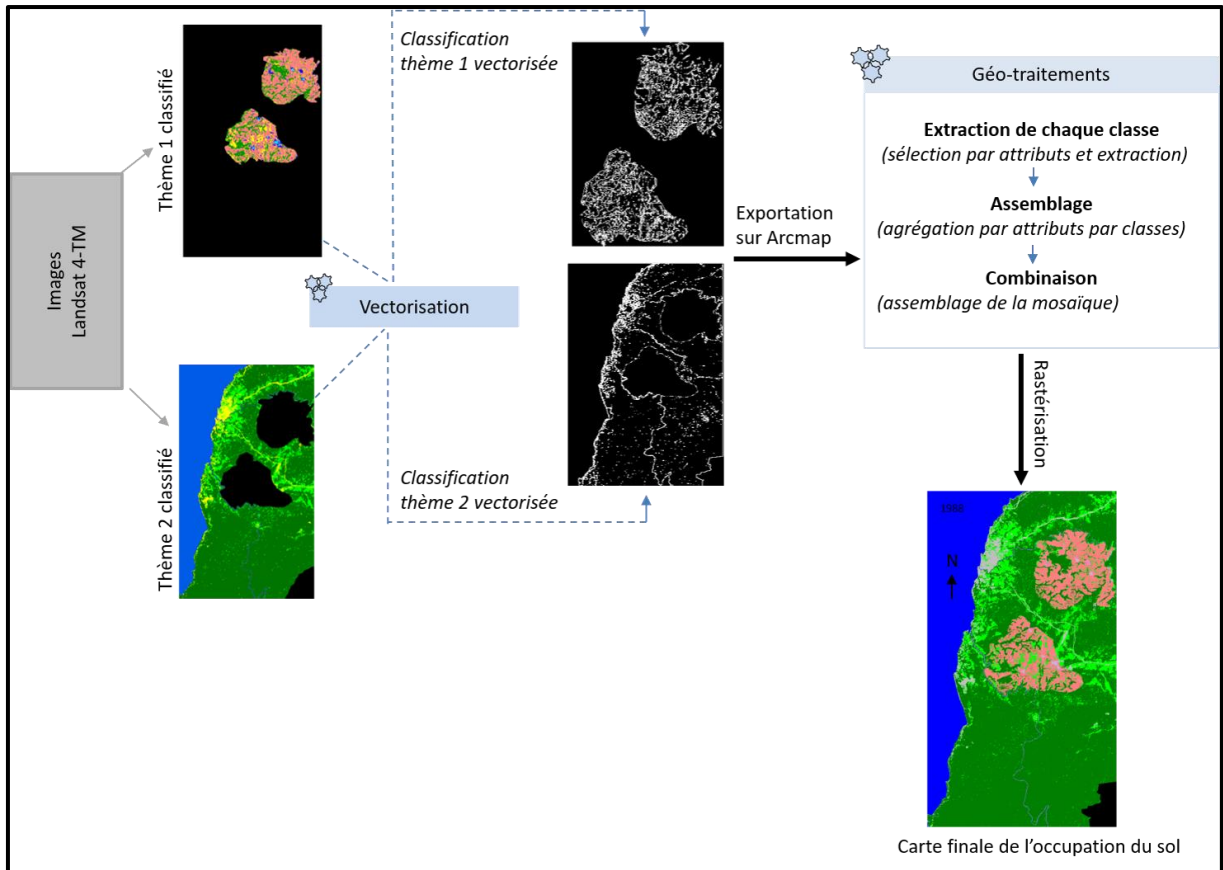 Images
Landsat 4-TM
Thème 1 classifié
Thème 2 classifié
Vectorisation
Classification
thème 1 vectorisée
Classification
thème 2 vectorisée
Exportation
sur Arcmap
Géo-traitements
Extraction de chaque classe
(sélection par attributs et extraction)
Assemblage
(agrégation par attributs par classes)
Combinaison
(assemblage de la mosaïque)
Rastérisation
1988
N
Carte finale de l’occupation du sol